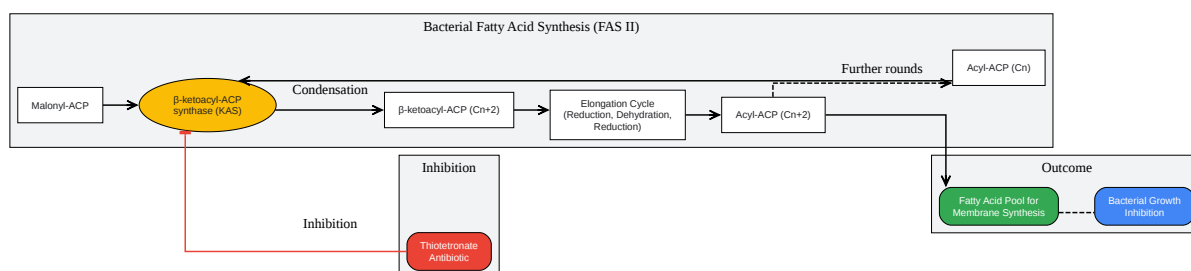 Bacterial Fatty Acid Synthesis (FAS II)
Malonyl-ACP
β-ketoacyl-ACP
synthase (KAS)
Condensation
β-ketoacyl-ACP (Cn+2)
Elongation Cycle
(Reduction, Dehydration,
Reduction)
Acyl-ACP (Cn+2)
Further rounds
Acyl-ACP (Cn)
Inhibition
Inhibition
Thiotetronate
Antibiotic
Outcome
Fatty Acid Pool for
Membrane Synthesis
Bacterial Growth
Inhibition